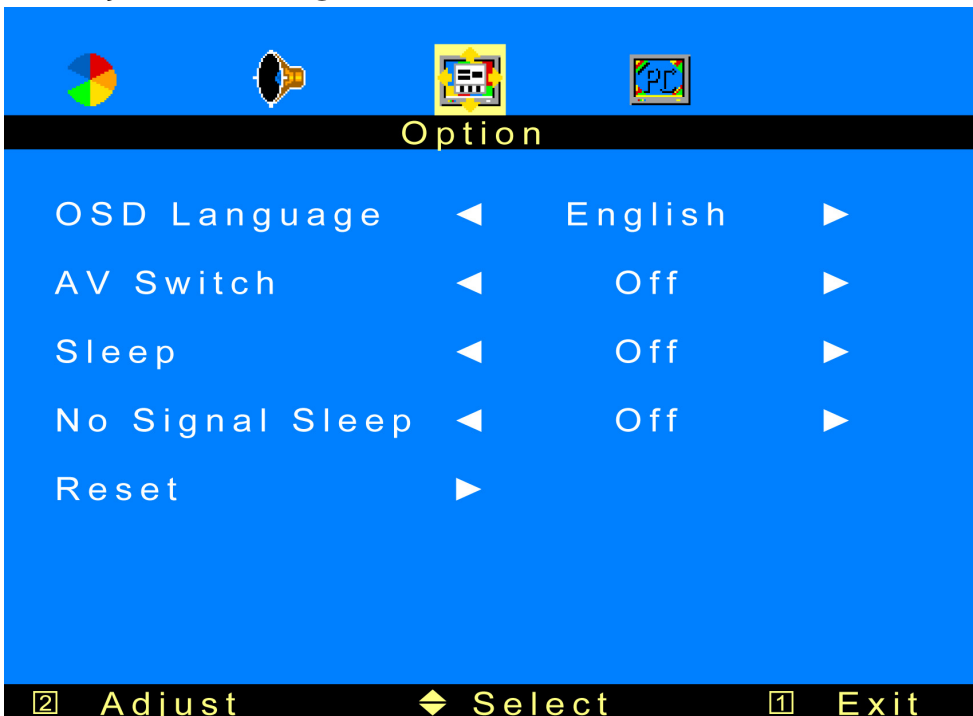 PC
Option
OSD Language ◀ English ▶
AV Switch ◀ Off ▶
Sleep ◀ Off ▶
No Signal Sleep ◀ Off ▶
Reset ▶
2 Adjust Select 1 Exit